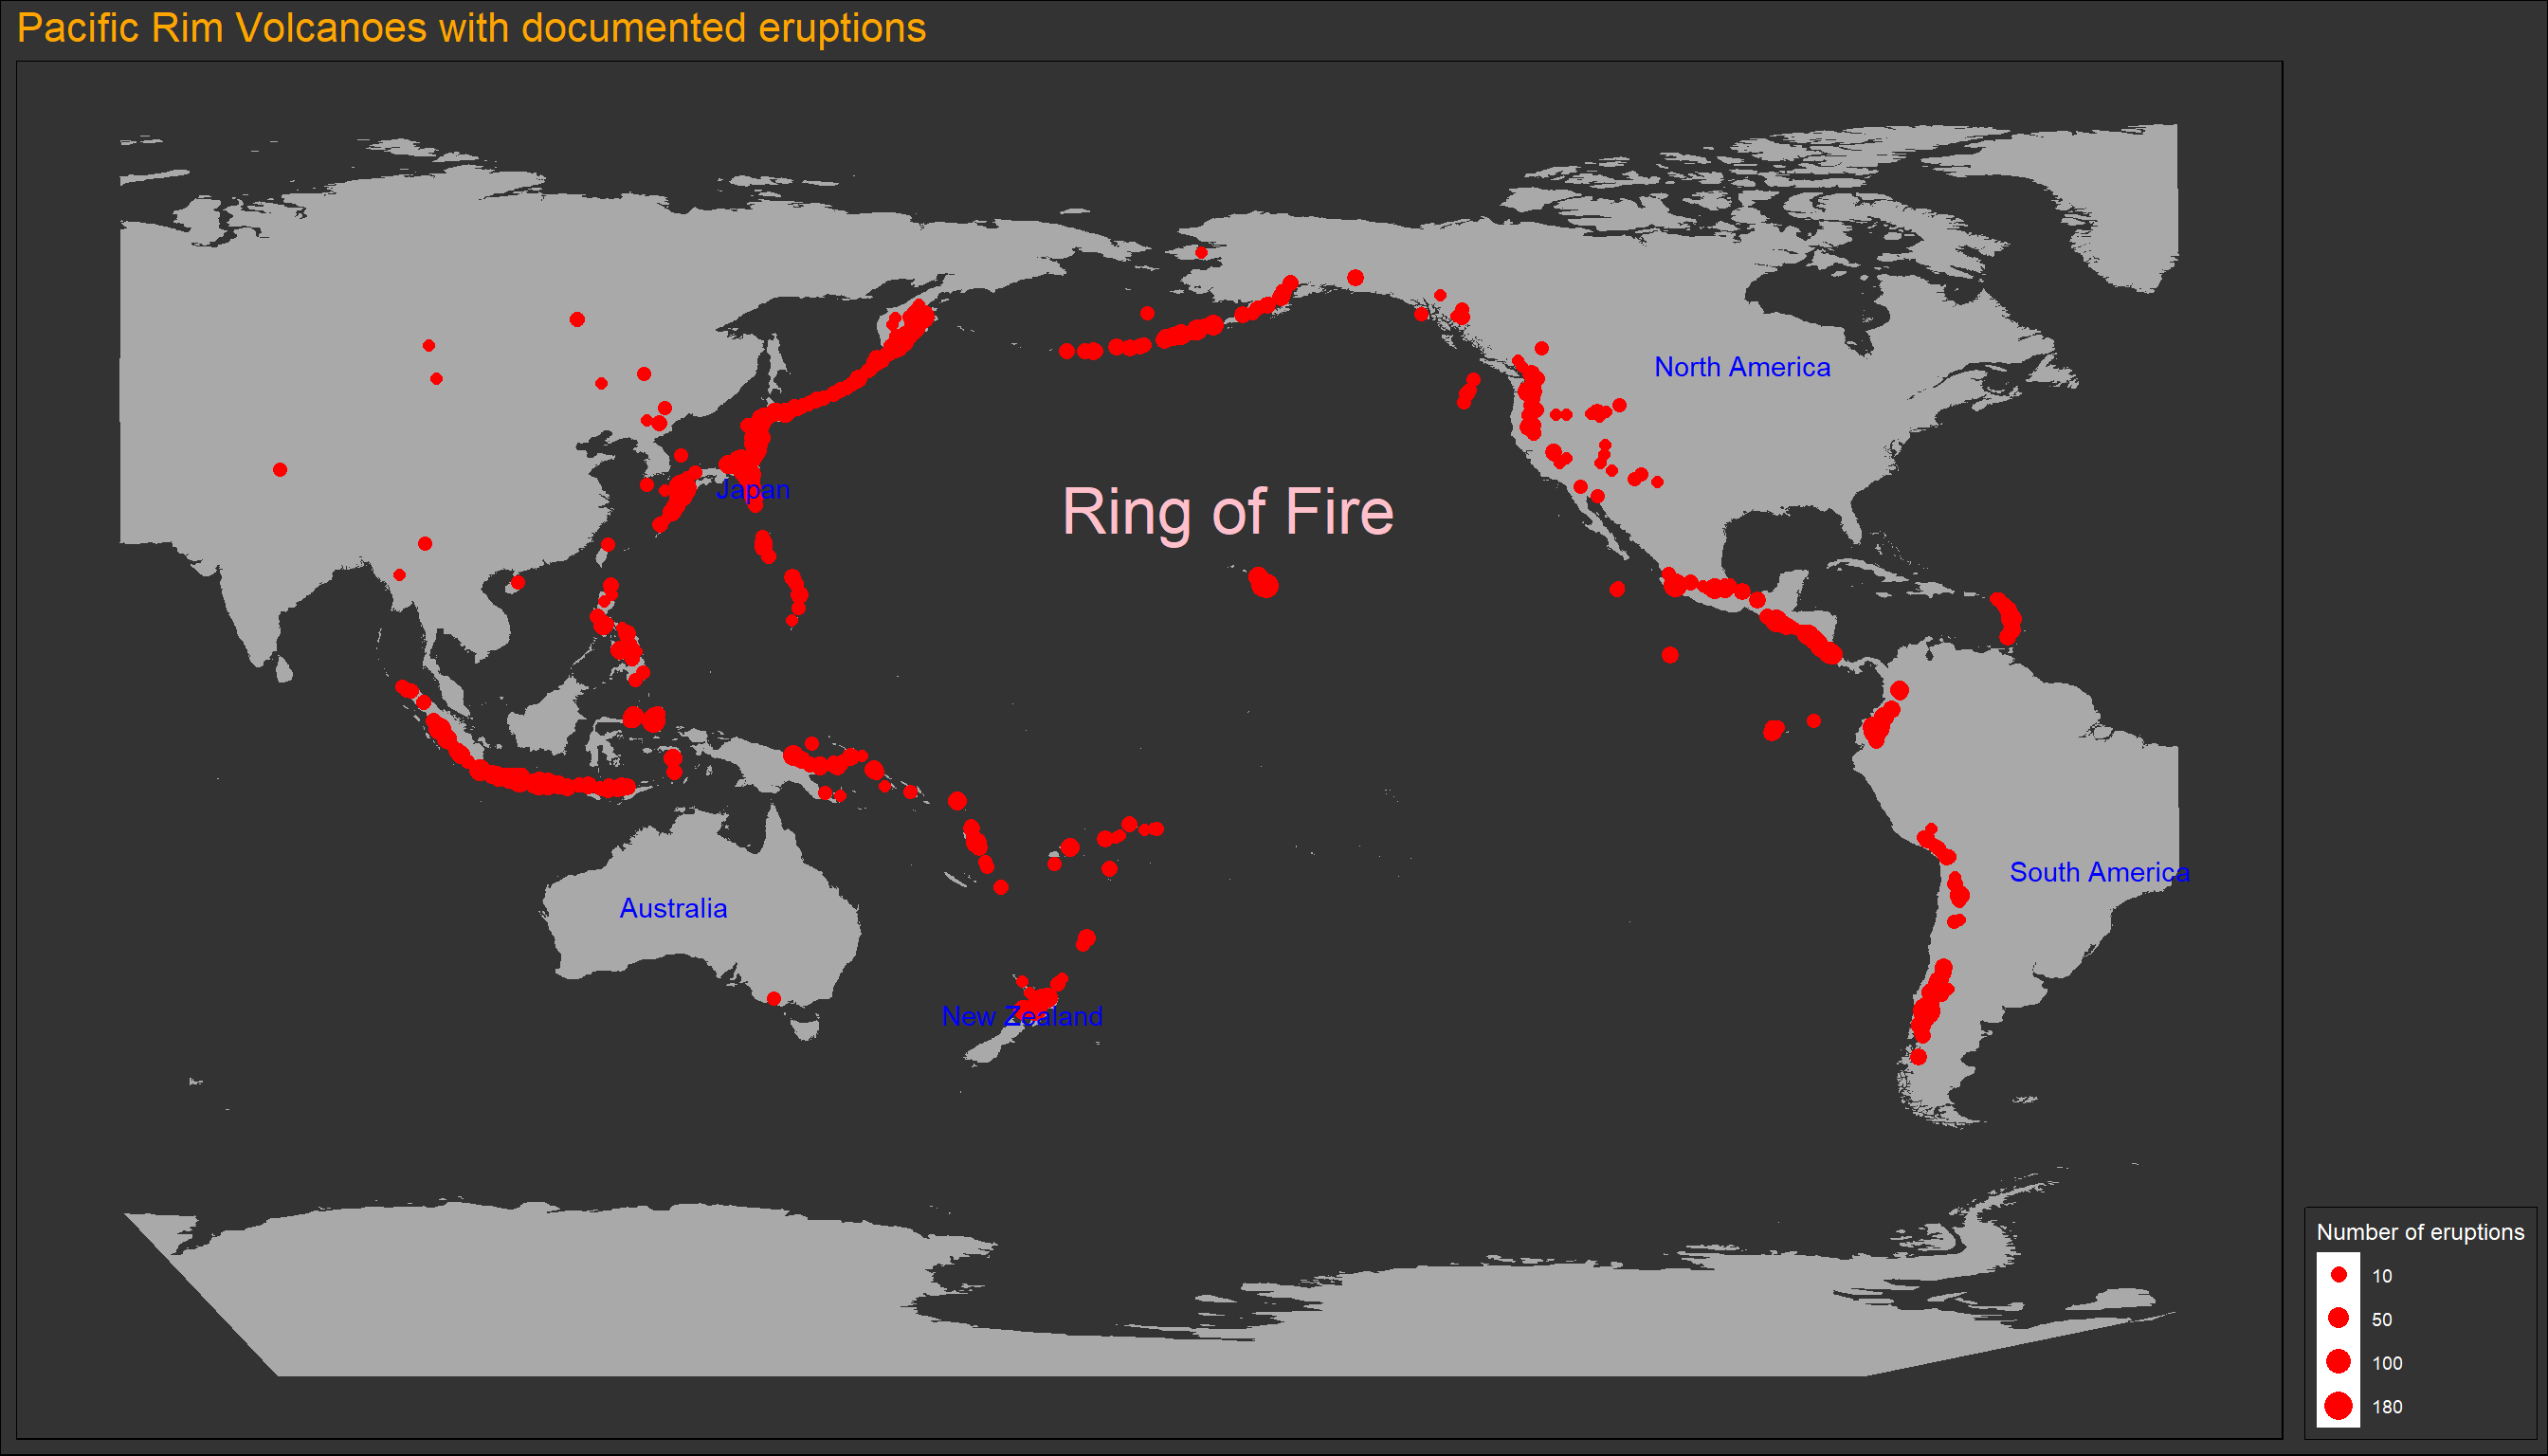 Pacific Rim Volcanoes with documented eruptions
North America
Japan
Ring of Fire
South America
Australia
New Zealand
Number of eruptions
10
50
100
180